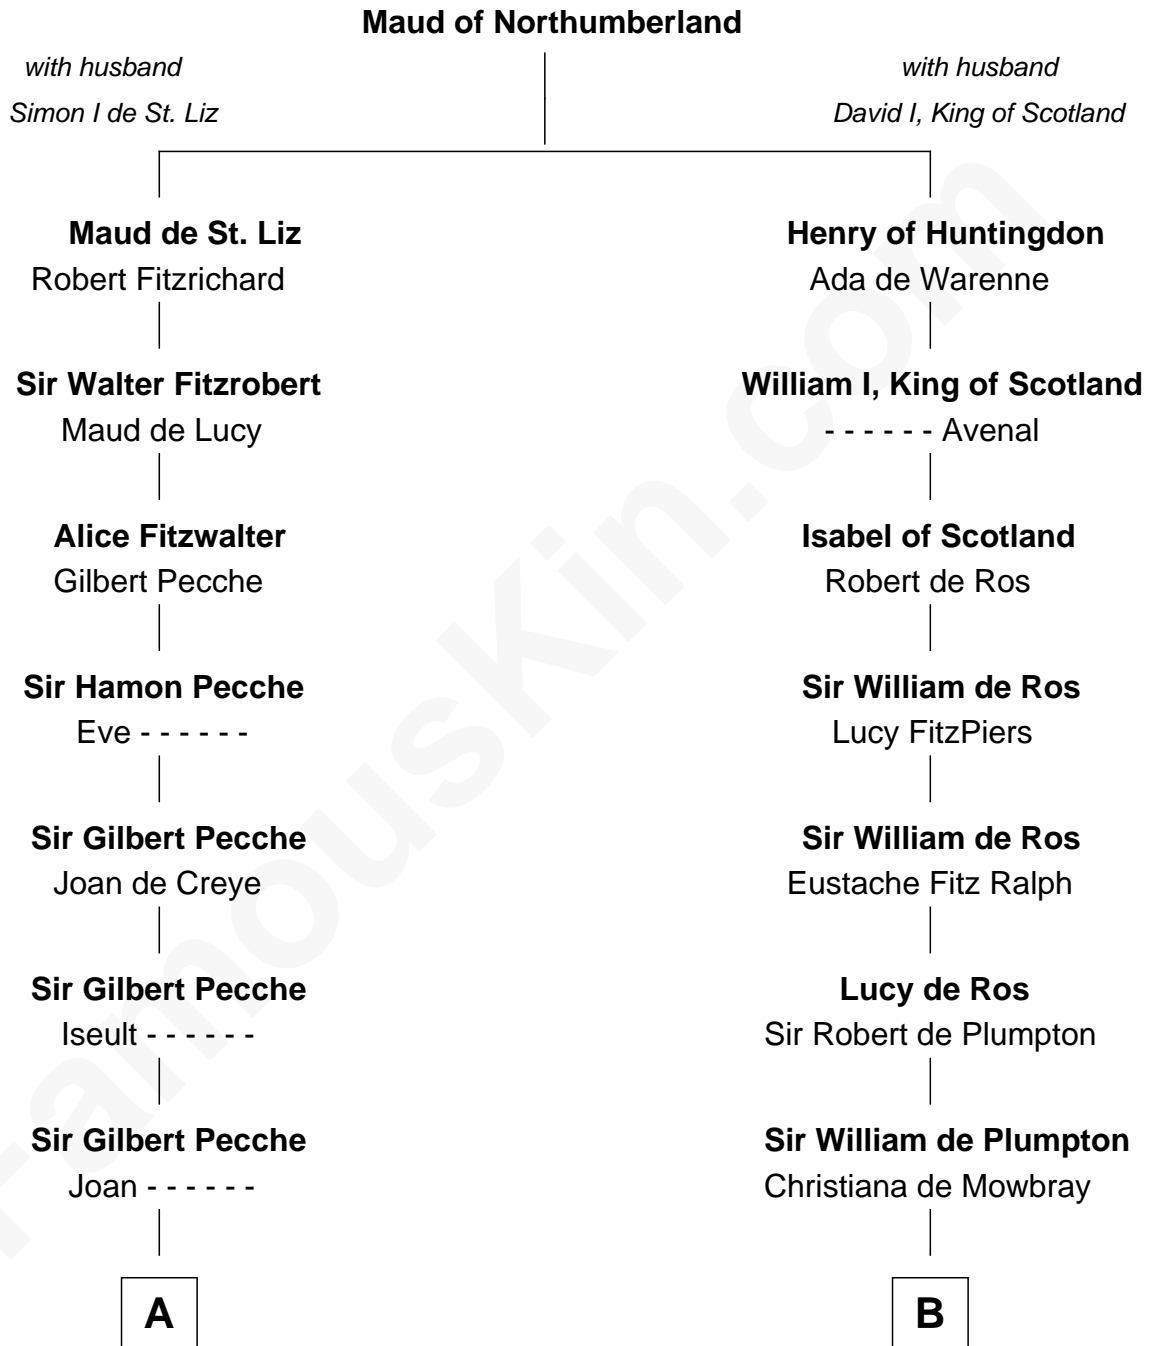 Maud of Northumberland
with husband
Simon I de St. Liz
with husband
David I, King of Scotland
Maud de St. Liz
Robert Fitzrichard
Henry of Huntingdon
Ada de Warenne
Sir Walter Fitzrobert
Maud de Lucy
William I, King of Scotland
- - - - - - Avenal
Alice Fitzwalter
Gilbert Pecche
Isabel of Scotland
Robert de Ros
Sir Hamon Pecche
Eve - - - - - -
Sir William de Ros
Lucy FitzPiers
Sir Gilbert Pecche
Joan de Creye
Sir William de Ros
Eustache Fitz Ralph
Sir Gilbert Pecche
Iseult - - - - - -
Lucy de Ros
Sir Robert de Plumpton
Sir Gilbert Pecche
Joan - - - - - -
Sir William de Plumpton
Christiana de Mowbray
A
B
FamousKin.com